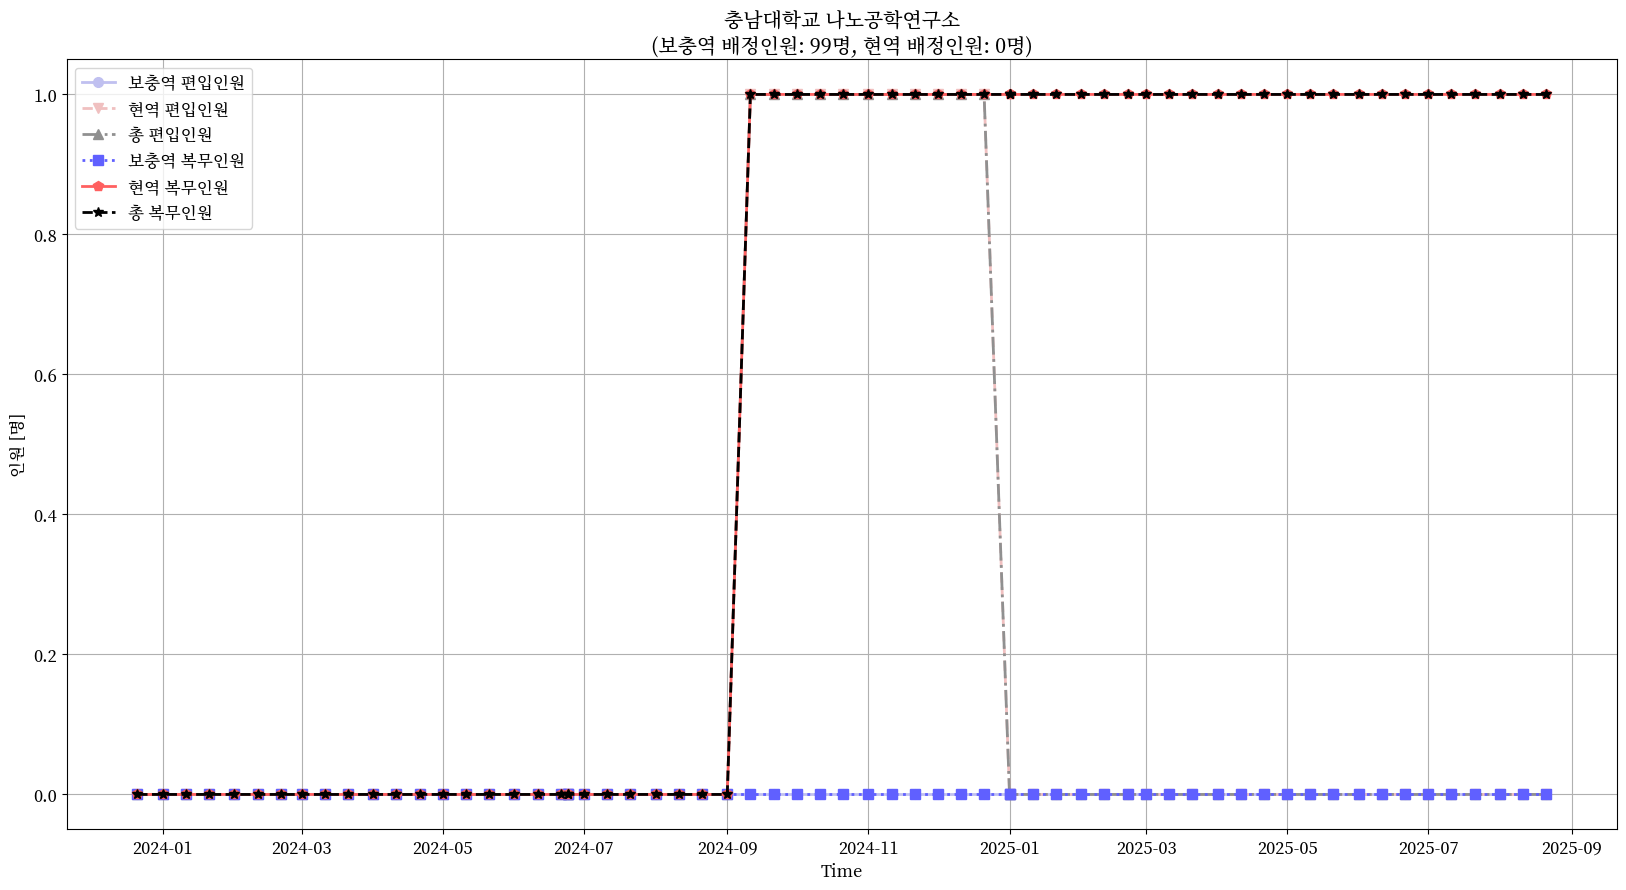 충남대학교 나노공학연구소
(보충역 배정인원: 99명, 현역 배정인원: 0명)
보충역 편입인원
현역 편입인원
총 편입인원
보충역 복무인원
현역 복무인원
총 복무인원
인원 [명]
1.0
0.8
0.6
0.4
0.2
0.0
2024-01 2024-03 2024-05 2024-07 2024-09 2024-11 2025-01 2025-03 2025-05 2025-07 2025-09
Time